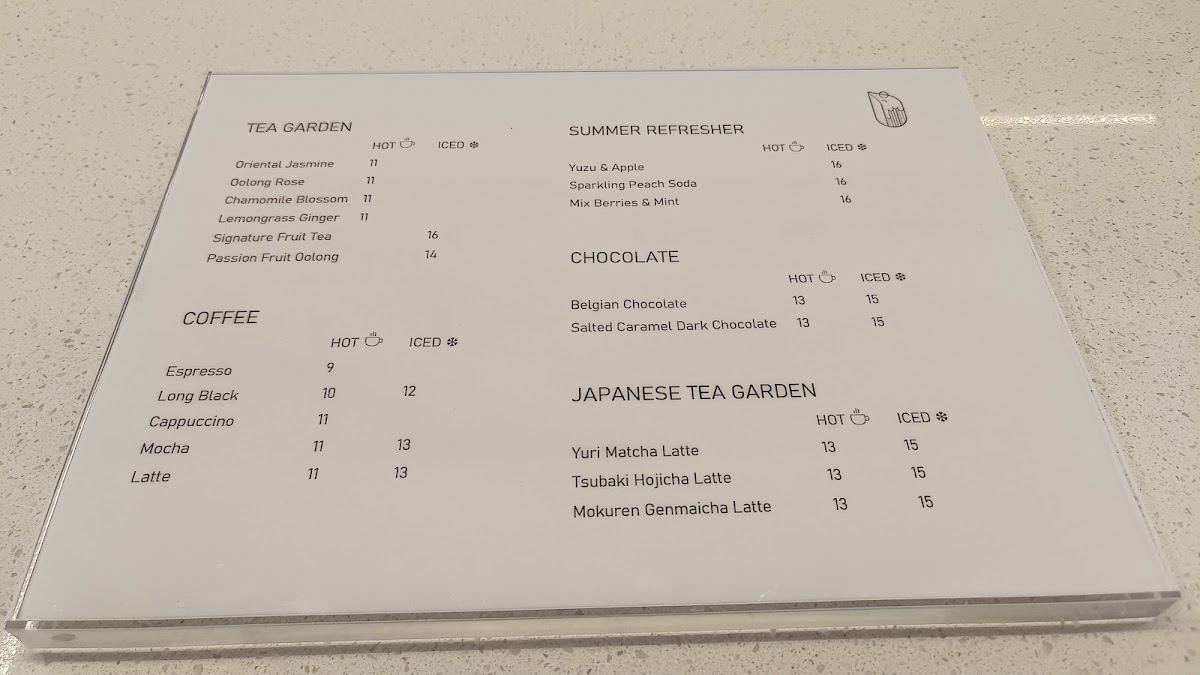 TEA GARDEN
HOT ICED
Oriental Jasmine 11
Oolong Rose 11
Chamomile Blossom 11
Lemongrass Ginger 11
Signature Fruit Tea 16
Passion Fruit Oolong 14
COFFEE
HOT ICED
Espresso 9
Long Black 10 12
Cappuccino 11
Mocha 11 13
Latte 11 13
SUMMER REFRESHER
HOT ICED
Yuzu & Apple 16
Sparkling Peach Soda 16
Mix Berries & Mint 16
CHOCOLATE
HOT ICED
Belgian Chocolate 13 15
Salted Caramel Dark Chocolate 13 15
JAPANESE TEA GARDEN
HOT ICED
Yuri Matcha Latte 13 15
Tsubaki Hojicha Latte 13 15
Mokuren Genmaicha Latte 13 15